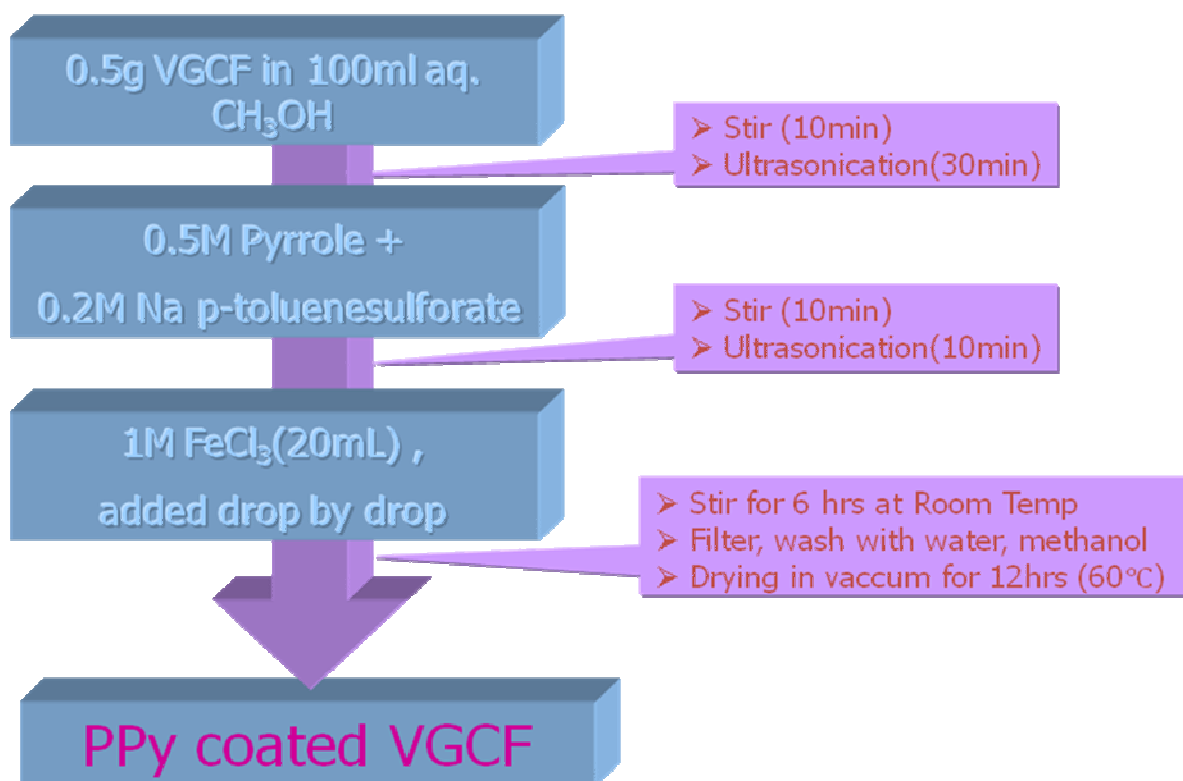 0.5g VGCF in 100ml aq.
CH₃OH
➢ Stir (10min)
➢ Ultrasonication(30min)
0.5M Pyrrole +
0.2M Na p-toluenesulforate
➢ Stir (10min)
➢ Ultrasonication(10min)
1M FeCl₃(20mL) ,
added drop by drop
➢ Stir for 6 hrs at Room Temp
➢ Filter, wash with water, methanol
➢ Drying in vaccum for 12hrs (60℃)
PPy coated VGCF